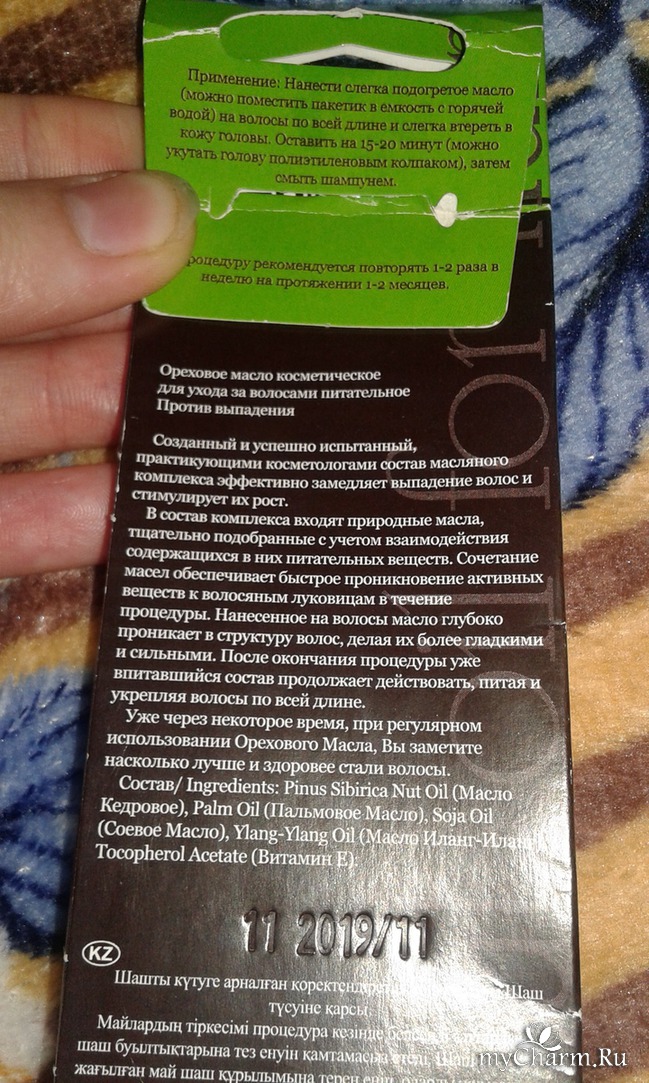 Применение: Нанести слегка подогретое масло
(можно поместить пакетик в емкость с горячей
водой) на волосы по всей длине и слегка втереть в
кожу головы. Оставить на 15-20 минут (можно
укутать голову полиэтиленовым колпаком), затем
смыть шампунем.
роцедуру рекомендуется повторять 1-2 раза в
неделю на протяжении 1-2 месяцев.
Ореховое масло косметическое
для ухода за волосами питательное
Против выпадения
Созданный и успешно испытанный,
практикующими косметологами состав масляного
комплекса эффективно замедляет выпадение волос и
стимулирует их рост.
В состав комплекса входят природные масла,
тщательно подобранные с учетом взаимодействия
содержащихся в них питательных веществ. Сочетание
масел обеспечивает быстрое проникновение активных
веществ к волосяным луковицам в течение
процедуры. Нанесенное на волосы масло глубоко
проникает в структуру волос, делая их более гладкими
и сильными. После окончания процедуры уже
впитавшийся состав продолжает действовать, питая и
укрепляя волосы по всей длине.
Уже через некоторое время, при регулярном
использовании Орехового Масла, Вы заметите
насколько лучше и здоровее стали волосы.
Состав/ Ingredients: Pinus Sibirica Nut Oil (Масло
Кедровое), Palm Oil (Пальмовое Масло), Soja Oil
(Соевое Масло), Ylang-Ylang Oil (Масло Иланг-Иланг
Tocopherol Acetate (Витамин Е).
11 2019/11
KZ
Шашты күтуге арналған Шаш
түсуіне қарсы.
Майлардың тіркесімі процедура кезінде
шаш буылтықтарына тез енуін қамтамасыз етеді.
жағылған май шаш құрылымына терең еніп,
oil for
myCharm.Ru